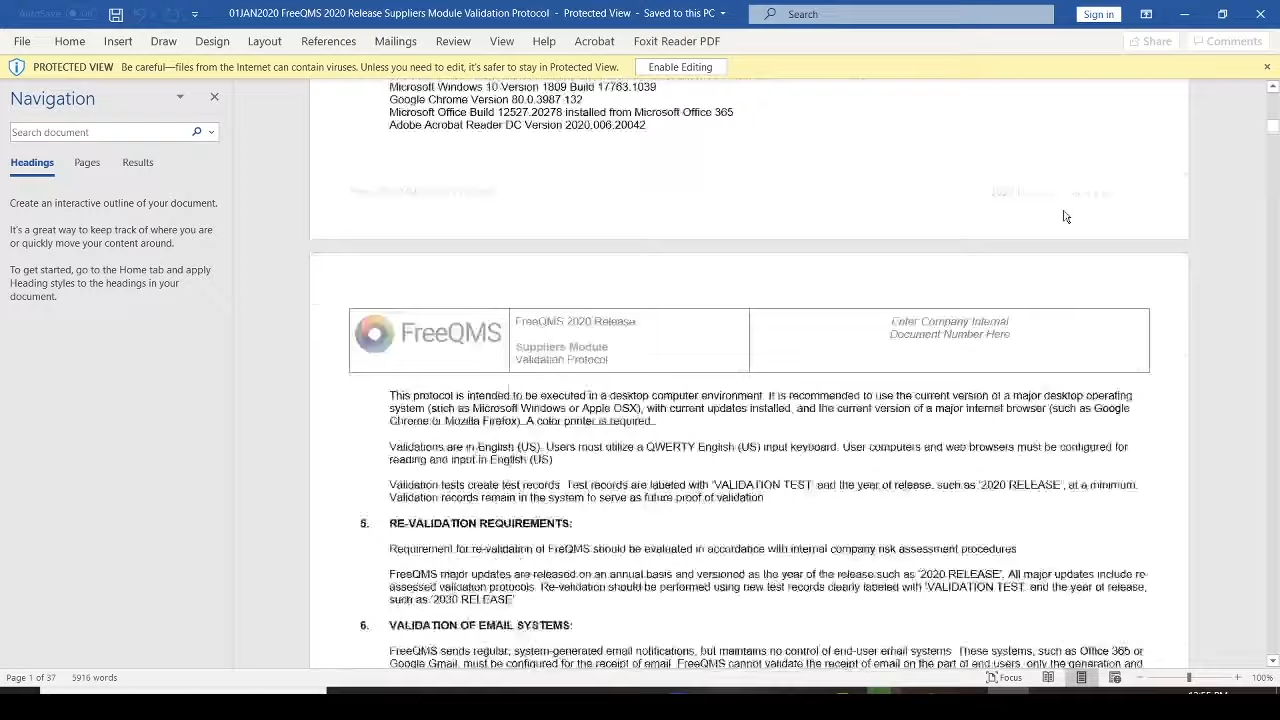 AutoSave Off 01JAN2020 FreeQMS 2020 Release Suppliers Module Validation Protocol - Protected View - Saved to this PC Search Sign in
File Home Insert Draw Design Layout References Mailings Review View Help Acrobat Foxit Reader PDF Share Comments
PROTECTED VIEW Be careful—files from the Internet can contain viruses. Unless you need to edit, it's safer to stay in Protected View. Enable Editing
Navigation
Search document
Headings Pages Results
Create an interactive outline of your document.
It's a great way to keep track of where you are
or quickly move your content around.
To get started, go to the Home tab and apply
Heading styles to the headings in your
document.
Microsoft Windows 10 Version 1809 Build 17763.1039
Google Chrome Version 80.0.3987.132
Microsoft Office Build 12527.20278 installed from Microsoft Office 365
Adobe Acrobat Reader DC Version 2020.006.20042
FreeQMS
FreeQMS 2020 Release
Suppliers Module
Validation Protocol
Enter Company Internal
Document Number Here
This protocol is intended to be executed in a desktop computer environment. It is recommended to use the current version of a major desktop operating
system (such as Microsoft Windows or Apple OSX), with current updates installed, and the current version of a major internet browser (such as Google
Chrome or Mozilla Firefox). A color printer is required.
Validations are in English (US). Users must utilize a QWERTY English (US) input keyboard. User computers and web browsers must be configured for
reading and input in English (US)
Validation tests create test records. Test records are labeled with 'VALIDATION TEST' and the year of release, such as '2020 RELEASE', at a minimum.
Validation records remain in the system to serve as future proof of validation
5. RE-VALIDATION REQUIREMENTS:
Requirement for re-validation of FreQMS should be evaluated in accordance with internal company risk assessment procedures
FreeQMS major updates are released on an annual basis and versioned as the year of the release such as '2020 RELEASE'. All major updates include re-
assessed validation protocols. Re-validation should be performed using new test records clearly labeled with 'VALIDATION TEST' and the year of release,
such as '2030 RELEASE'
6. VALIDATION OF EMAIL SYSTEMS:
FreeQMS sends regular, system-generated email notifications, but maintains no control of end-user email systems. These systems, such as Office 365 or
Google Gmail, must be configured for the receipt of email. FreeQMS cannot validate the receipt of email on the part of end users, only the generation and
Page 1 of 37 5916 words Focus 100%